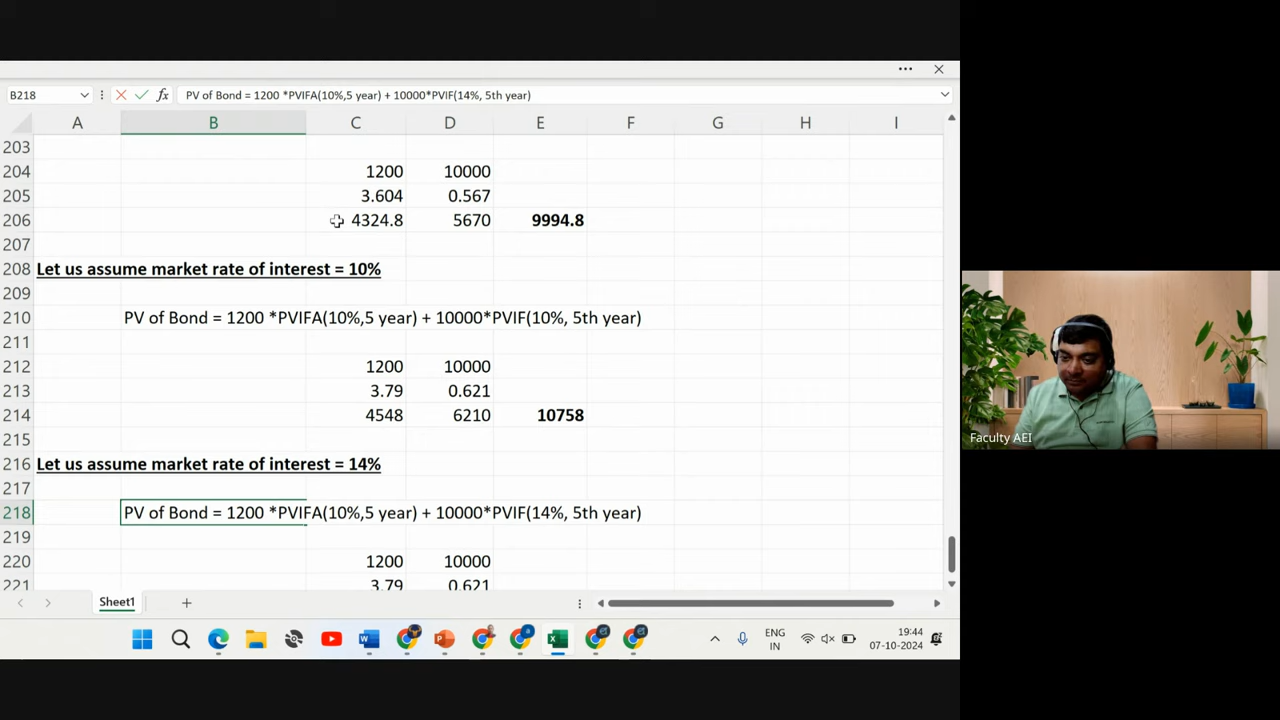 B218
fx
PV of Bond = 1200 *PVIFA(10%,5 year) + 10000*PVIF(14%, 5th year)
A B C D E F G H I
203
204 1200 10000
205 3.604 0.567
206 4324.8 5670 9994.8
207
208 Let us assume market rate of interest = 10%
209
210 PV of Bond = 1200 *PVIFA(10%,5 year) + 10000*PVIF(10%, 5th year)
211
212 1200 10000
213 3.79 0.621
214 4548 6210 10758
215
216 Let us assume market rate of interest = 14%
217
218 PV of Bond = 1200 *PVIFA(10%,5 year) + 10000*PVIF(14%, 5th year)
219
220 1200 10000
221 3.79 0.621
Sheet1
Faculty AEI
ENG
IN
19:44
07-10-2024